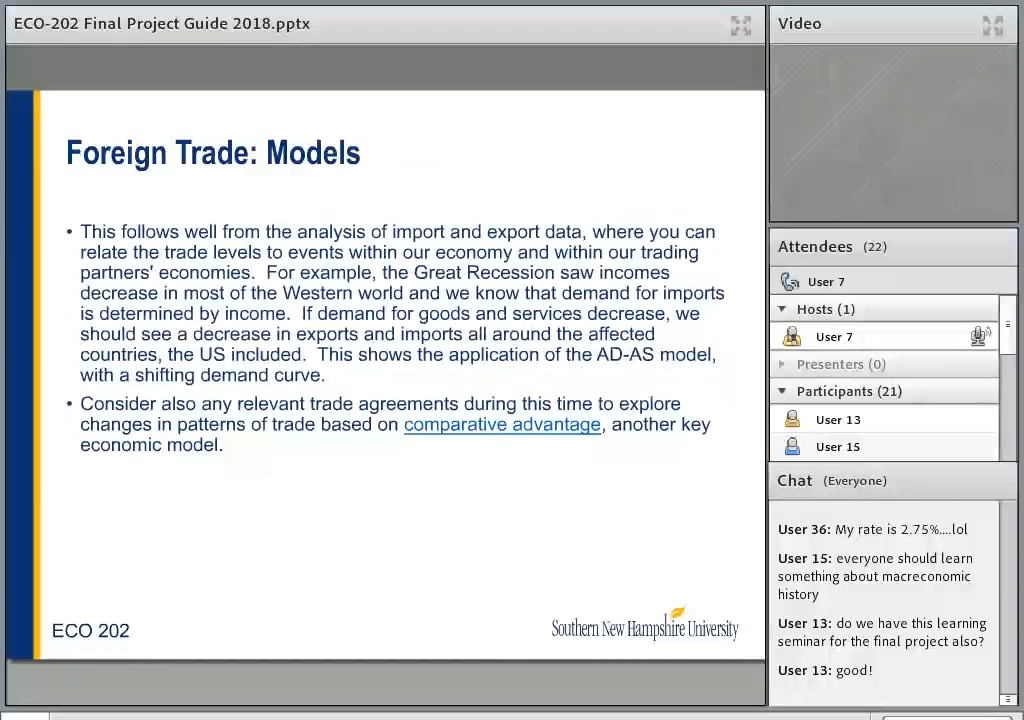 ECO-202 Final Project Guide 2018.pptx
Foreign Trade: Models
• This follows well from the analysis of import and export data, where you can
relate the trade levels to events within our economy and within our trading
partners' economies.  For example, the Great Recession saw incomes
decrease in most of the Western world and we know that demand for imports
is determined by income.  If demand for goods and services decrease, we
should see a decrease in exports and imports all around the affected
countries, the US included.  This shows the application of the AD-AS model,
with a shifting demand curve.
• Consider also any relevant trade agreements during this time to explore
changes in patterns of trade based on comparative advantage, another key
economic model.
ECO 202
Southern New Hampshire University
Video
Attendees (22)
User 7
Hosts (1)
User 7
Presenters (0)
Participants (21)
User 13
User 15
Chat (Everyone)
User 36: My rate is 2.75%....lol
User 15: everyone should learn
something about macreconomic
history
User 13: do we have this learning
seminar for the final project also?
User 13: good!